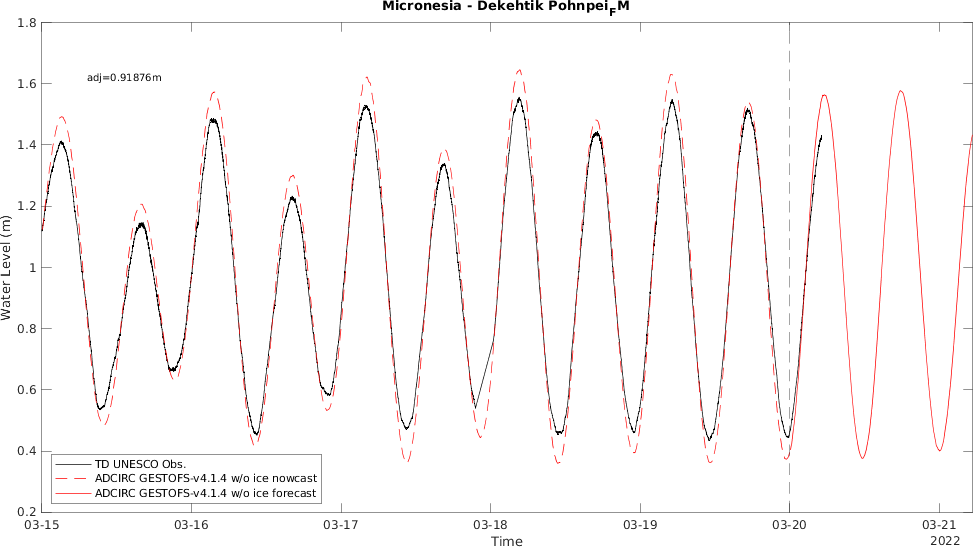 Micronesia - Dekehtik Pohnpei_FM
1.8
1.6
1.4
1.2
1
0.8
0.6
0.4
0.2
Water Level (m)
adj=0.91876m
TD UNESCO Obs.
ADCIRC GESTOFS-v4.1.4 w/o ice nowcast
ADCIRC GESTOFS-v4.1.4 w/o ice forecast
03-15 03-16 03-17 03-18 03-19 03-20 03-21
Time 2022